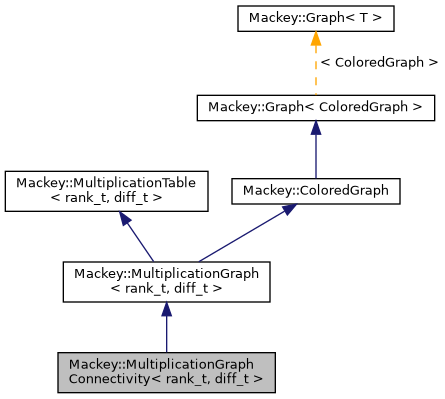 Mackey::Graph< T >
< ColoredGraph >
Mackey::Graph< ColoredGraph >
Mackey::MultiplicationTable
< rank_t, diff_t >
Mackey::ColoredGraph
Mackey::MultiplicationGraph
< rank_t, diff_t >
Mackey::MultiplicationGraph
Connectivity< rank_t, diff_t >